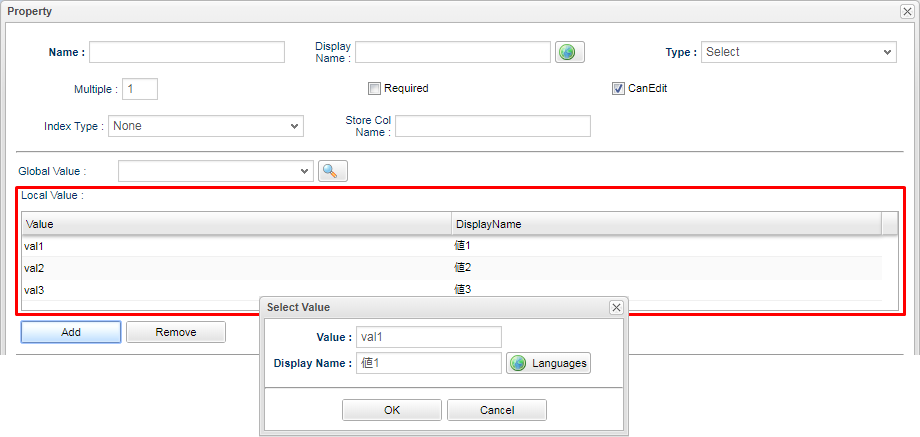 Property
Name : Display Name : Type : Select
Multiple : 1 Required CanEdit
Index Type : None Store Col Name :
Global Value :
Local Value :
Value DisplayName
val1 値1
val2 値2
val3 値3
Add Remove
Select Value
Value : val1
Display Name : 値1 Languages
OK Cancel